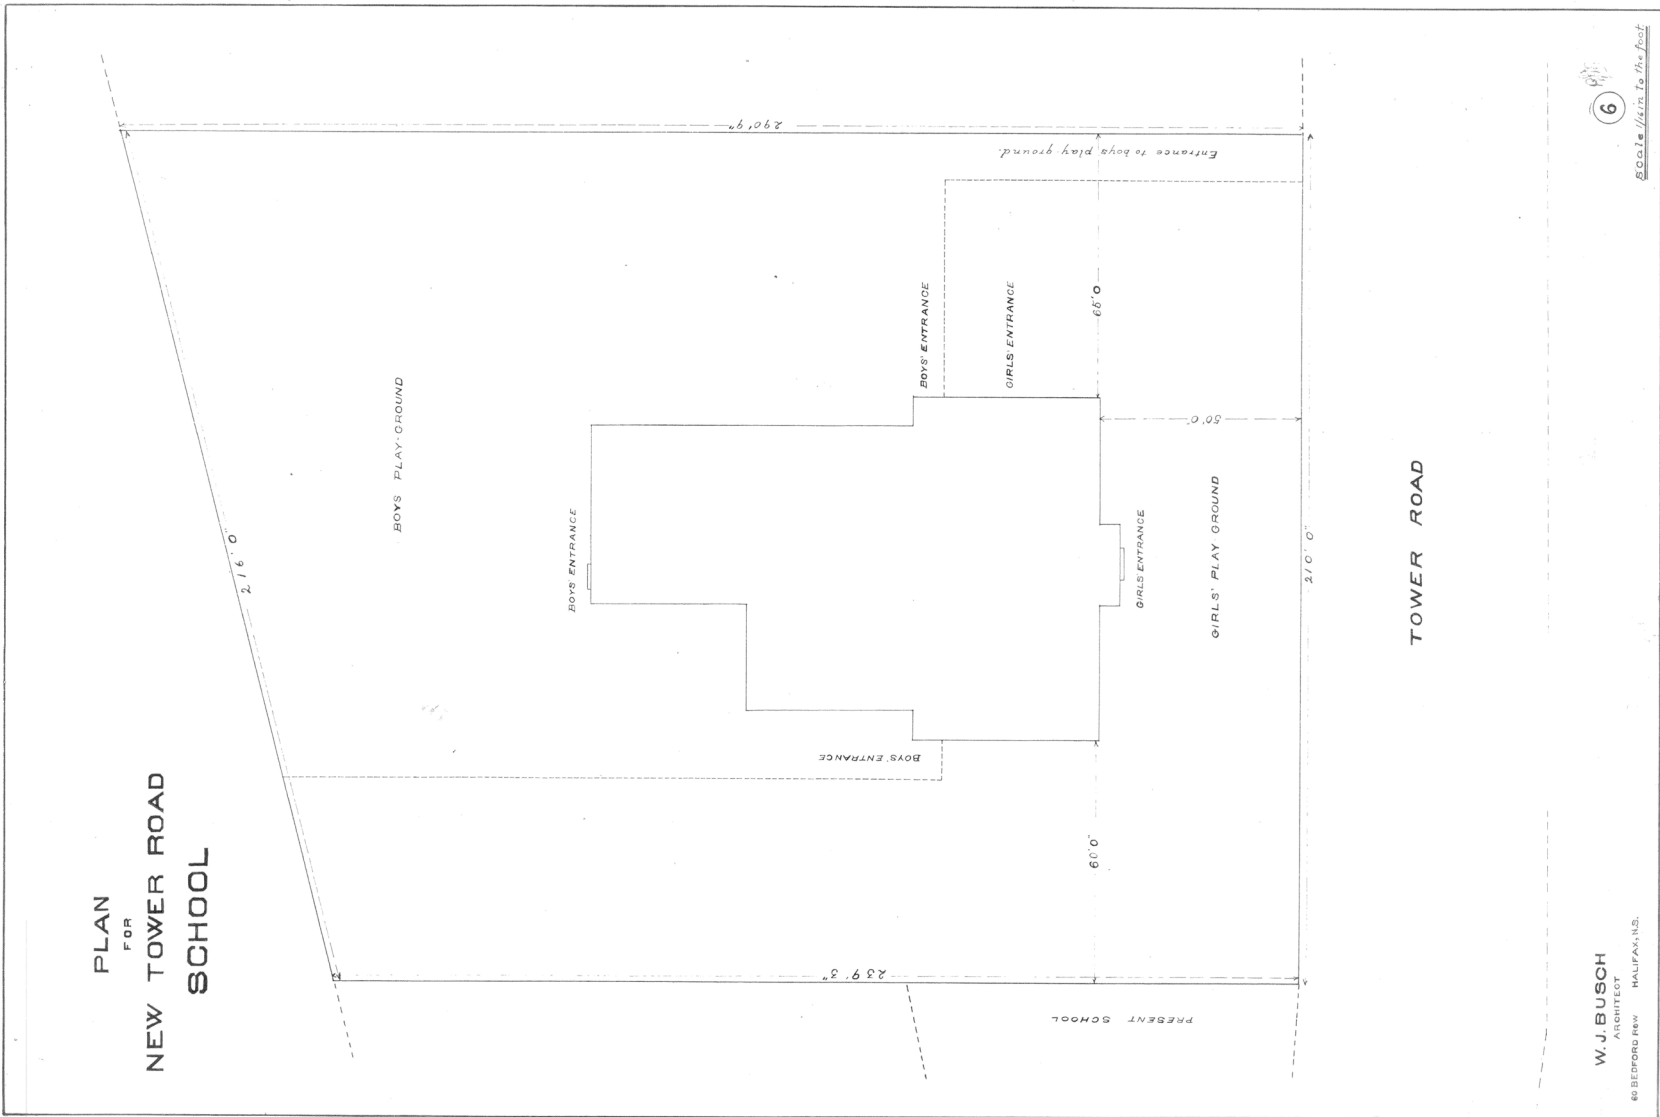 PLAN
FOR
NEW TOWER ROAD
SCHOOL
216'0"
290'9"
Entrance to boys play ground.
BOYS PLAY-GROUND
BOYS' ENTRANCE
GIRLS' ENTRANCE
65'0
50'0"
BOYS' ENTRANCE
GIRLS' ENTRANCE
GIRLS' PLAY GROUND
210'0"
TOWER ROAD
BOYS' ENTRANCE
60'0"
239'3"
PRESENT SCHOOL
6
Scale 1/16 in to the foot
W. J. BUSCH
ARCHITECT
60 BEDFORD ROW HALIFAX, N.S.